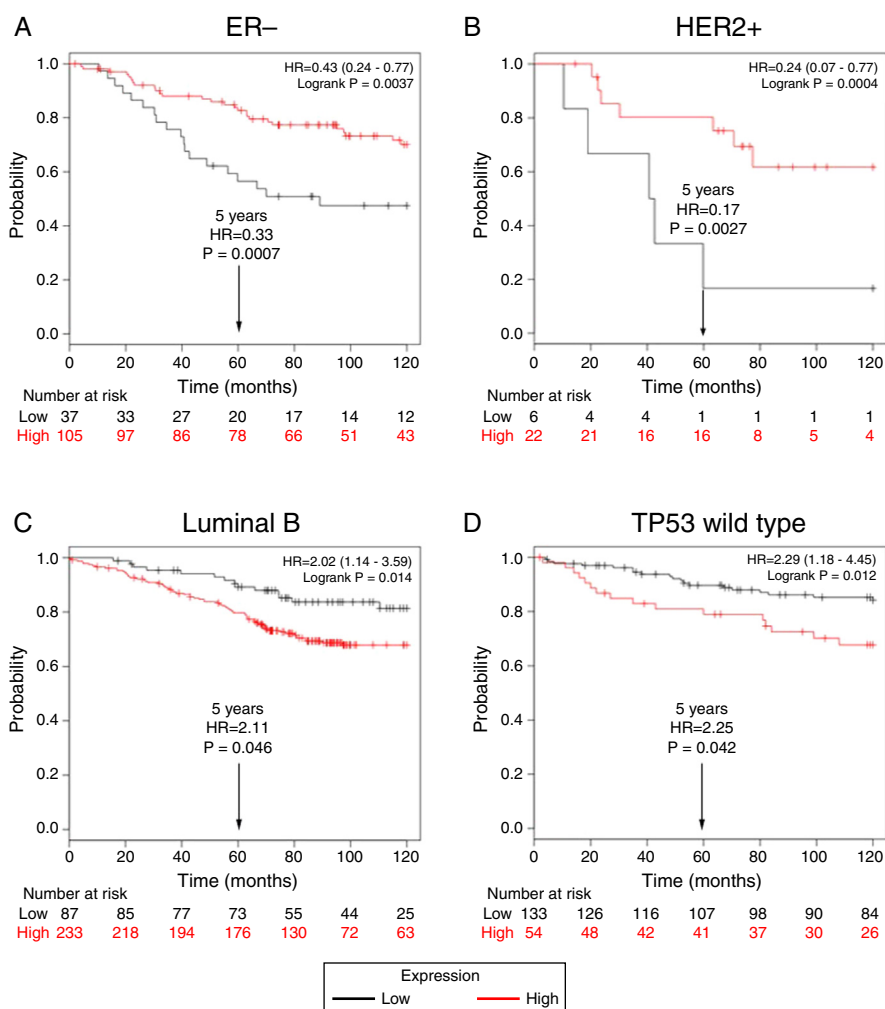 A
ER–
HR=0.43 (0.24 - 0.77)
Logrank P = 0.0037
Probability
1.0
0.8
0.6
0.4
0.2
0.0
5 years
HR=0.33
P = 0.0007
0 20 40 60 80 100 120
Time (months)
Number at risk
Low 37 33 27 20 17 14 12
High 105 97 86 78 66 51 43
B
HER2+
HR=0.24 (0.07 - 0.77)
Logrank P = 0.0004
Probability
1.0
0.8
0.6
0.4
0.2
0.0
5 years
HR=0.17
P = 0.0027
0 20 40 60 80 100 120
Time (months)
Number at risk
Low 6 4 4 1 1 1 1
High 22 21 16 16 8 5 4
C
Luminal B
HR=2.02 (1.14 - 3.59)
Logrank P = 0.014
Probability
1.0
0.8
0.6
0.4
0.2
0.0
5 years
HR=2.11
P = 0.046
0 20 40 60 80 100 120
Time (months)
Number at risk
Low 87 85 77 73 55 44 25
High 233 218 194 176 130 72 63
D
TP53 wild type
HR=2.29 (1.18 - 4.45)
Logrank P = 0.012
Probability
1.0
0.8
0.6
0.4
0.2
0.0
5 years
HR=2.25
P = 0.042
0 20 40 60 80 100 120
Time (months)
Number at risk
Low 133 126 116 107 98 90 84
High 54 48 42 41 37 30 26
Expression
Low High